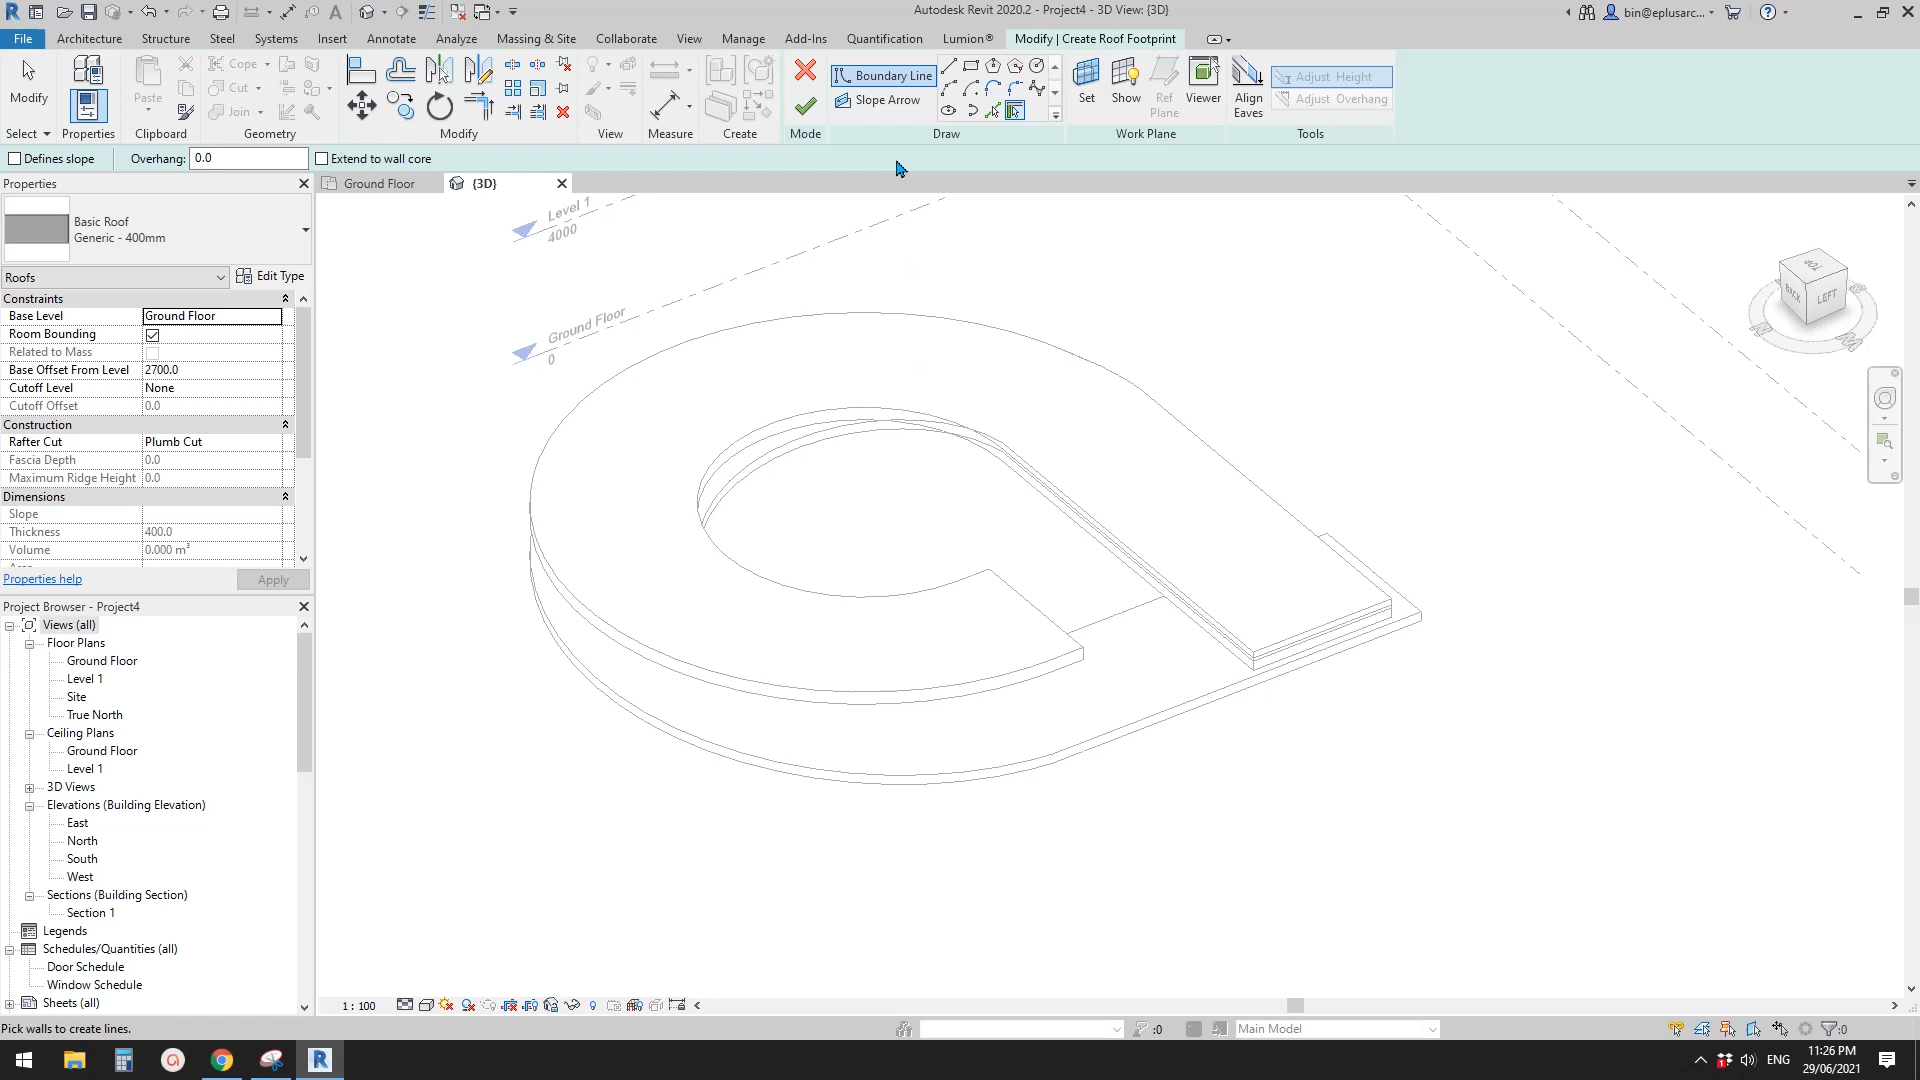 Autodesk Revit 2020.2 - Project4 - 3D View: {3D}
bin@eplusarc...
File Architecture Structure Steel Systems Insert Annotate Analyze Massing & Site Collaborate View Manage Add-Ins Quantification Lumion® Modify | Create Roof Footprint
Modify
Select
Properties
Paste
Clipboard
Cope
Cut
Join
Geometry
Modify
View
Measure
Create
Mode
Boundary Line
Slope Arrow
Draw
Set
Show
Ref
Plane
Viewer
Work Plane
Align
Eaves
Adjust Height
Adjust Overhang
Tools
Defines slope Overhang: 0.0 Extend to wall core
Properties
Basic Roof
Generic - 400mm
Roofs Edit Type
Constraints
Base Level Ground Floor
Room Bounding
Related to Mass
Base Offset From Level 2700.0
Cutoff Level None
Cutoff Offset 0.0
Construction
Rafter Cut Plumb Cut
Fascia Depth 0.0
Maximum Ridge Height 0.0
Dimensions
Slope
Thickness 400.0
Volume 0.000 m³
Properties help Apply
Project Browser - Project4
Views (all)
Floor Plans
Ground Floor
Level 1
Site
True North
Ceiling Plans
Ground Floor
Level 1
3D Views
Elevations (Building Elevation)
East
North
South
West
Sections (Building Section)
Section 1
Legends
Schedules/Quantities (all)
Door Schedule
Window Schedule
Sheets (all)
Ground Floor {3D}
Level 1
4000
Ground Floor
0
TOP
BACK
LEFT
1 : 100
Pick walls to create lines.
:0
Main Model
:0
ENG
11:26 PM
29/06/2021